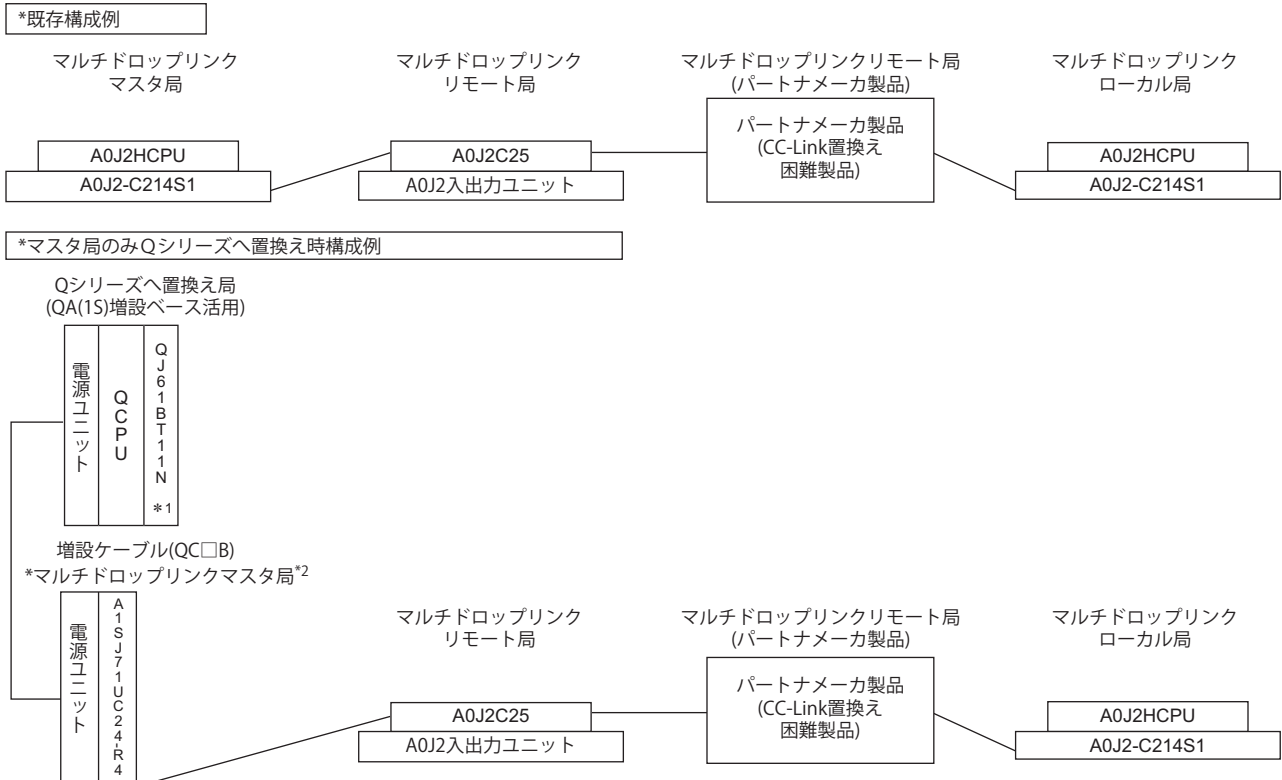 *既存構成例
マルチドロップリンク
マスタ局
マルチドロップリンク
リモート局
マルチドロップリンクリモート局
(パートナメーカ製品)
マルチドロップリンク
ローカル局
A0J2HCPU
A0J2-C214S1
A0J2C25
A0J2入出力ユニット
パートナメーカ製品
(CC-Link置換え
困難製品)
A0J2HCPU
A0J2-C214S1
*マスタ局のみQシリーズへ置換え時構成例
Qシリーズへ置換え局
(QA(1S)増設ベース活用)
電源ユニット
QCPU
QJ61BT11N *1
増設ケーブル(QC□B)
*マルチドロップリンクマスタ局*2
電源ユニット
A1SJ71UC24-R4
マルチドロップリンク
リモート局
マルチドロップリンクリモート局
(パートナメーカ製品)
マルチドロップリンク
ローカル局
A0J2C25
A0J2入出力ユニット
パートナメーカ製品
(CC-Link置換え
困難製品)
A0J2HCPU
A0J2-C214S1